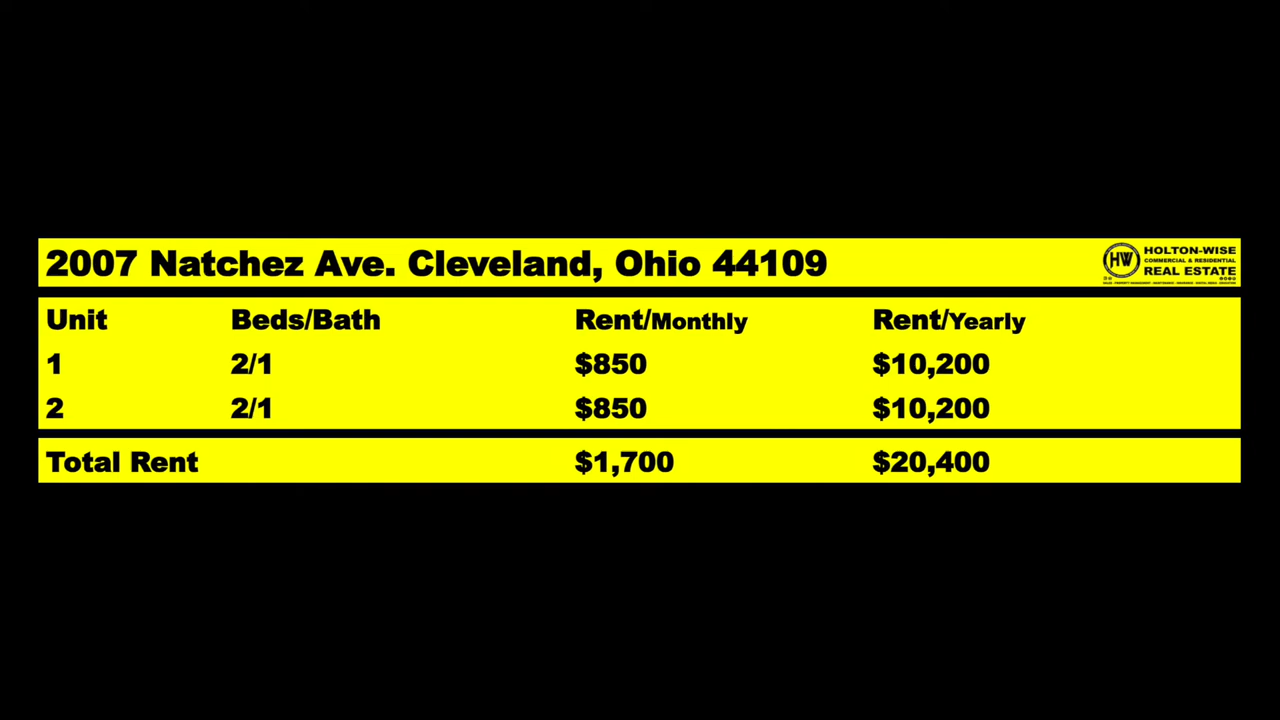 2007 Natchez Ave. Cleveland, Ohio 44109
HOLTON-WISE
COMMERCIAL & RESIDENTIAL
REAL ESTATE
HW
Unit Beds/Bath Rent/Monthly Rent/Yearly
1 2/1 $850 $10,200
2 2/1 $850 $10,200
Total Rent $1,700 $20,400